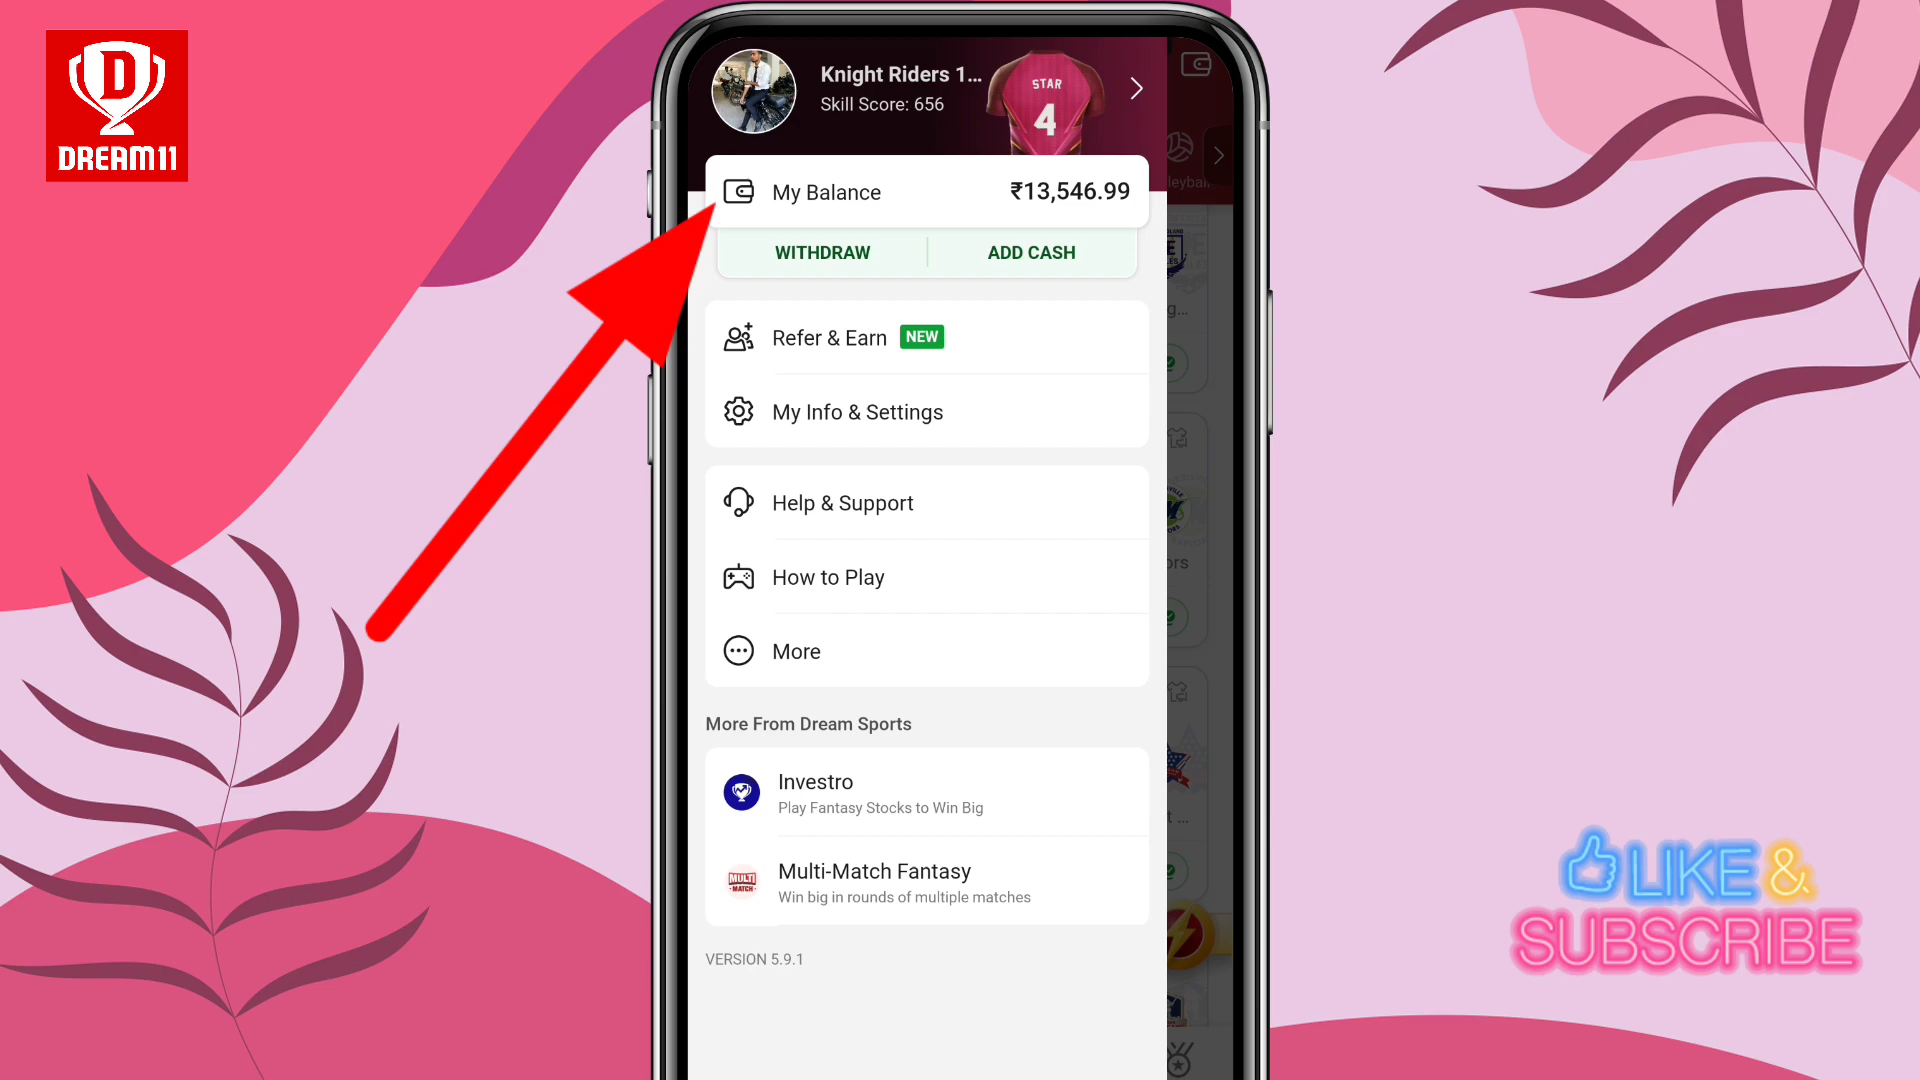 D
DREAM11
Knight Riders 1...
Skill Score: 656
STAR
4
My Balance
₹13,546.99
WITHDRAW
ADD CASH
Refer & Earn NEW
My Info & Settings
Help & Support
How to Play
More
More From Dream Sports
Investro
Play Fantasy Stocks to Win Big
MULTI
MATCH
Multi-Match Fantasy
Win big in rounds of multiple matches
VERSION 5.9.1
LIKE &
SUBSCRIBE